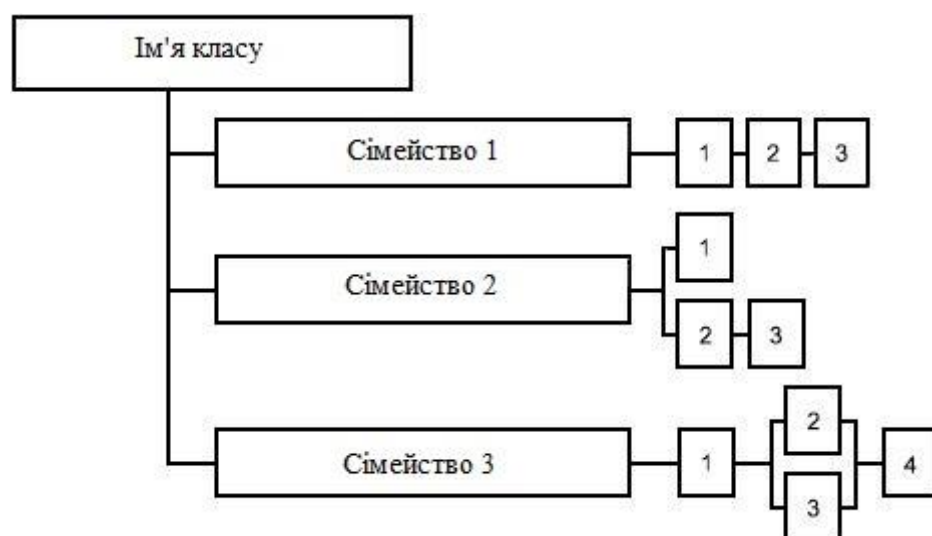 Ім'я класу
Сімейство 1
1 2 3
Сімейство 2
1
2 3
Сімейство 3
1
2
3
4